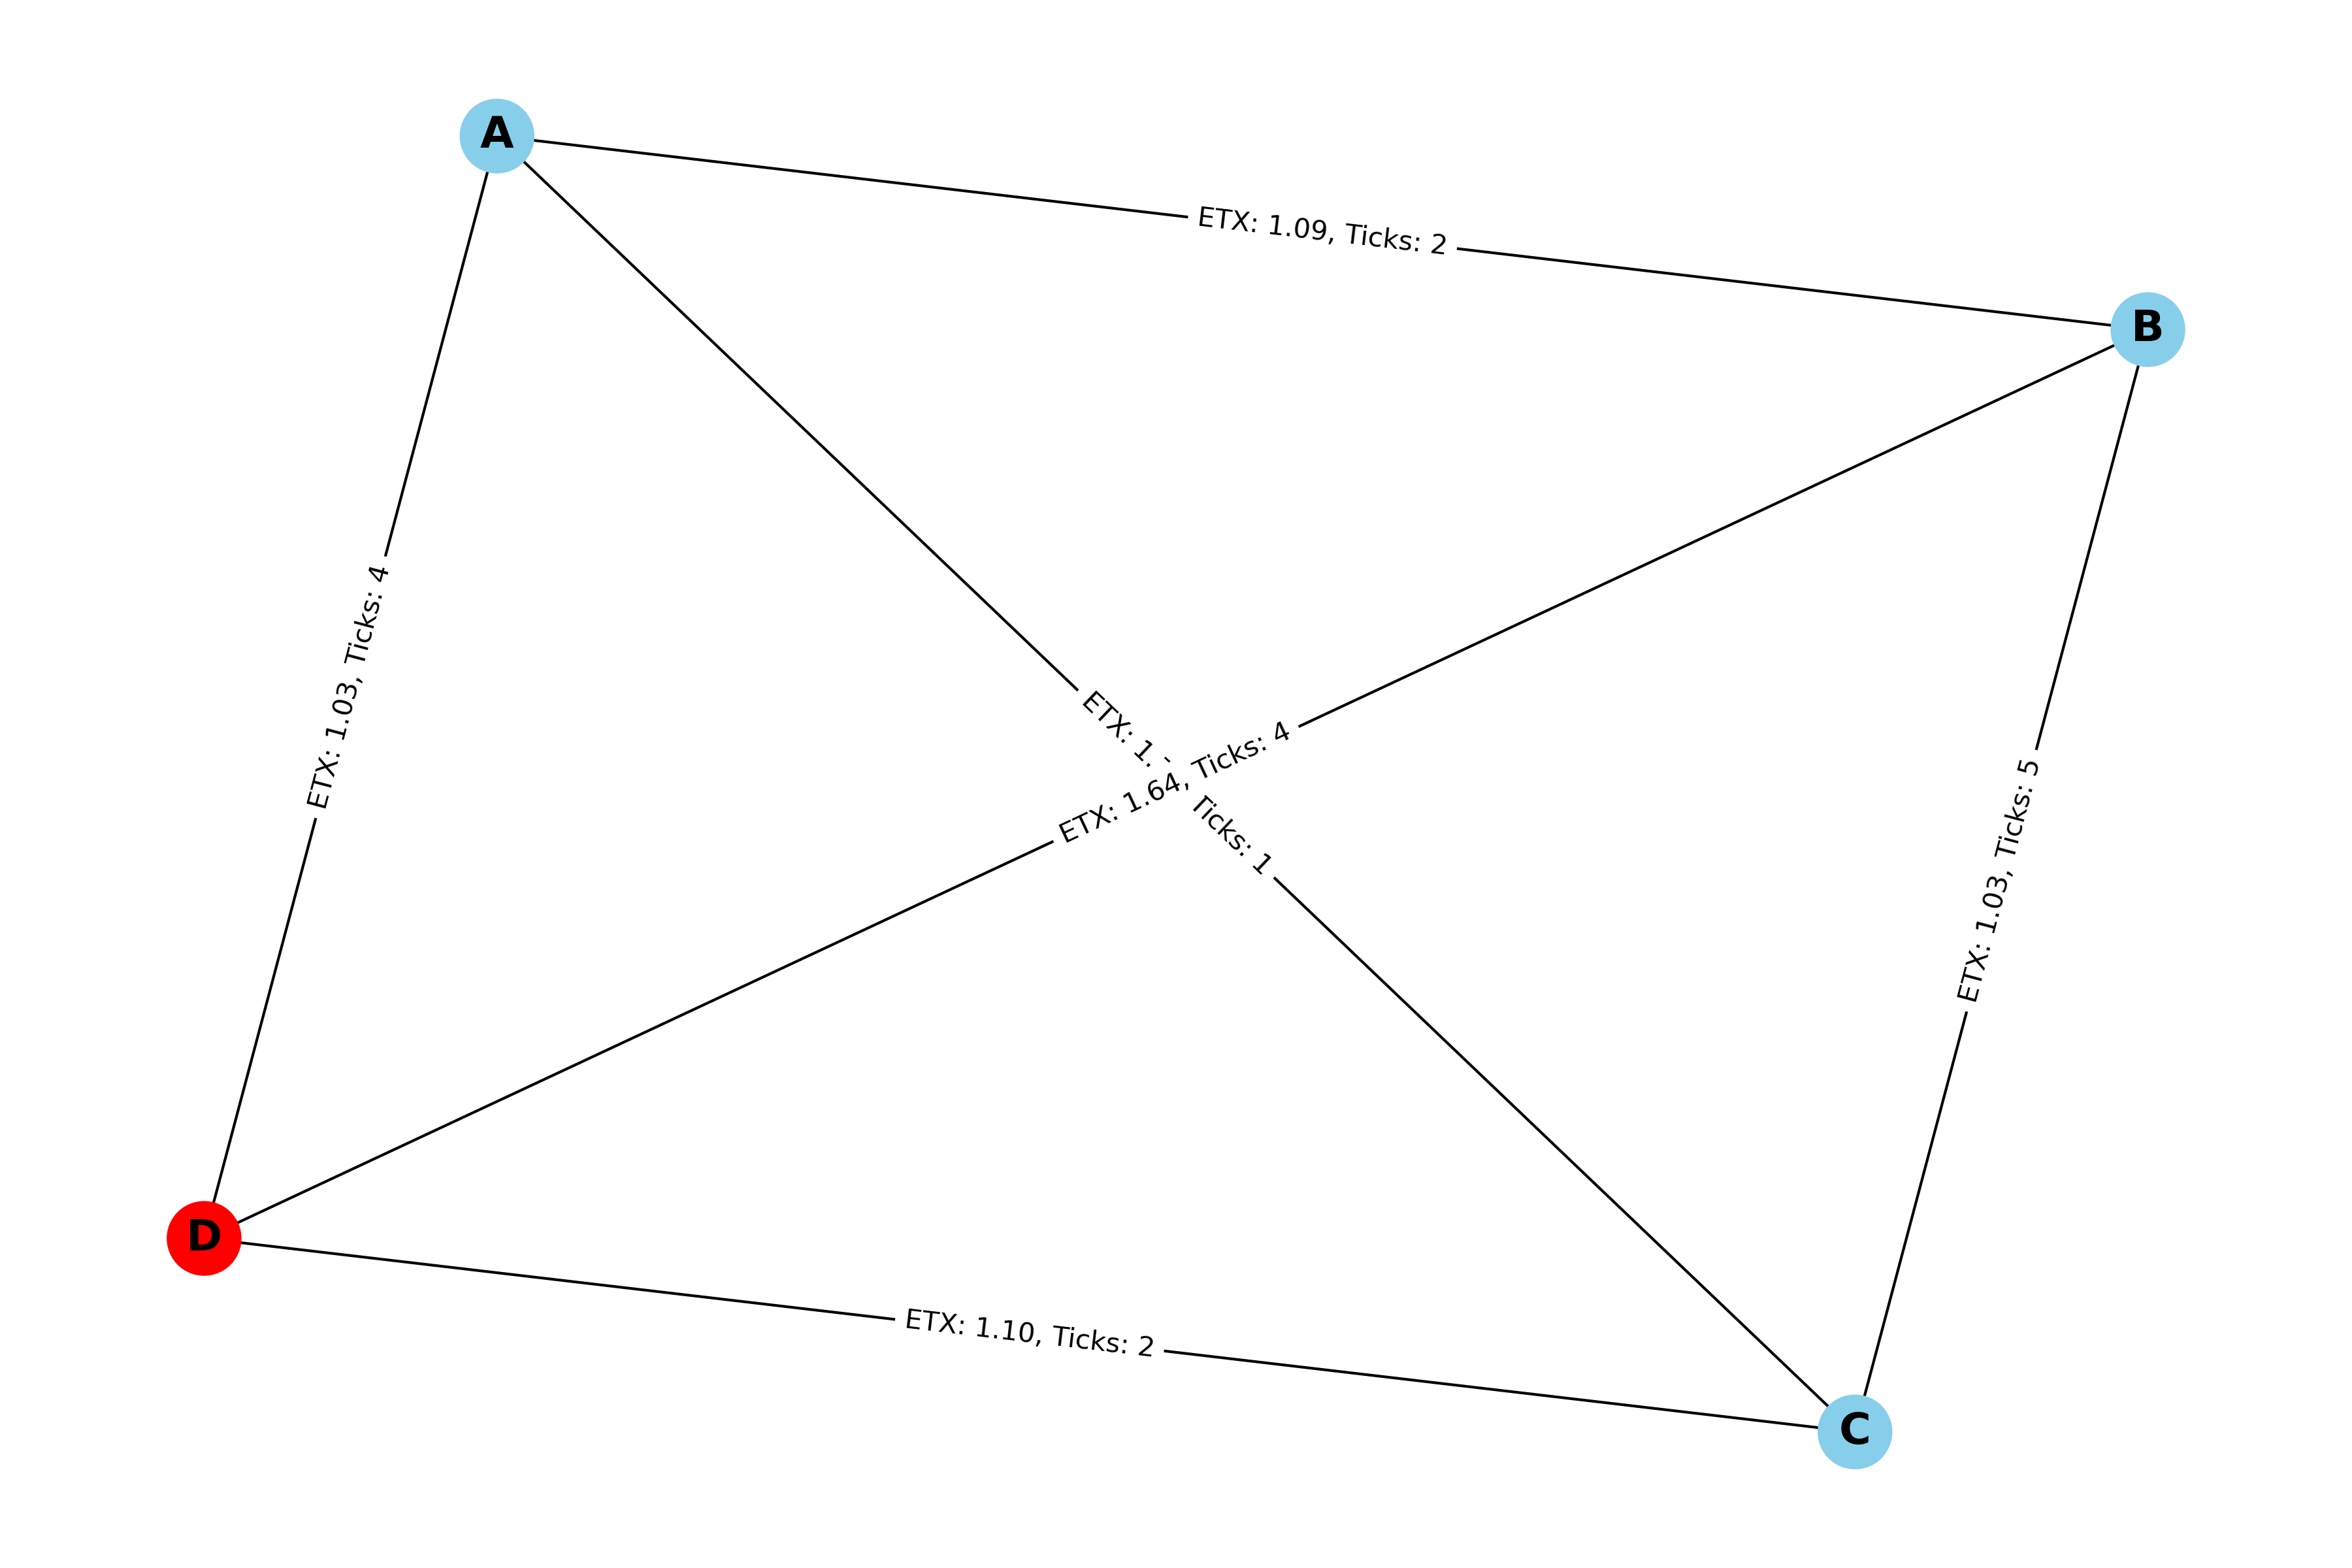 A
ETX: 1.09, Ticks: 2
B
ETX: 1.03, Ticks: 4
ETX: 1. Ticks: 1
ETX: 1.64, Ticks: 4
ETX: 1.03, Ticks: 5
D
ETX: 1.10, Ticks: 2
C